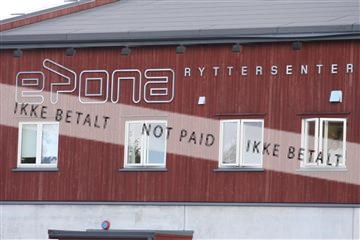 epona RYTTERSENTER
IKKE BETALT NOT PAID IKKE BETALT